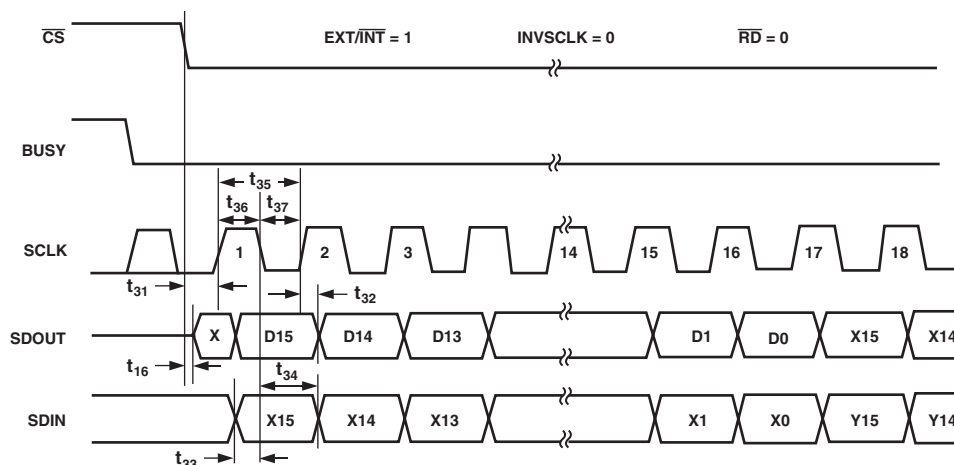 CS EXT/INT = 1 INVSCLK = 0 RD = 0
BUSY
t35
t36 t37
SCLK 1 2 3 14 15 16 17 18
t31 t32
SDOUT X D15 D14 D13 D1 D0 X15 X14
t16 t34
SDIN X15 X14 X13 X1 X0 Y15 Y14
t33